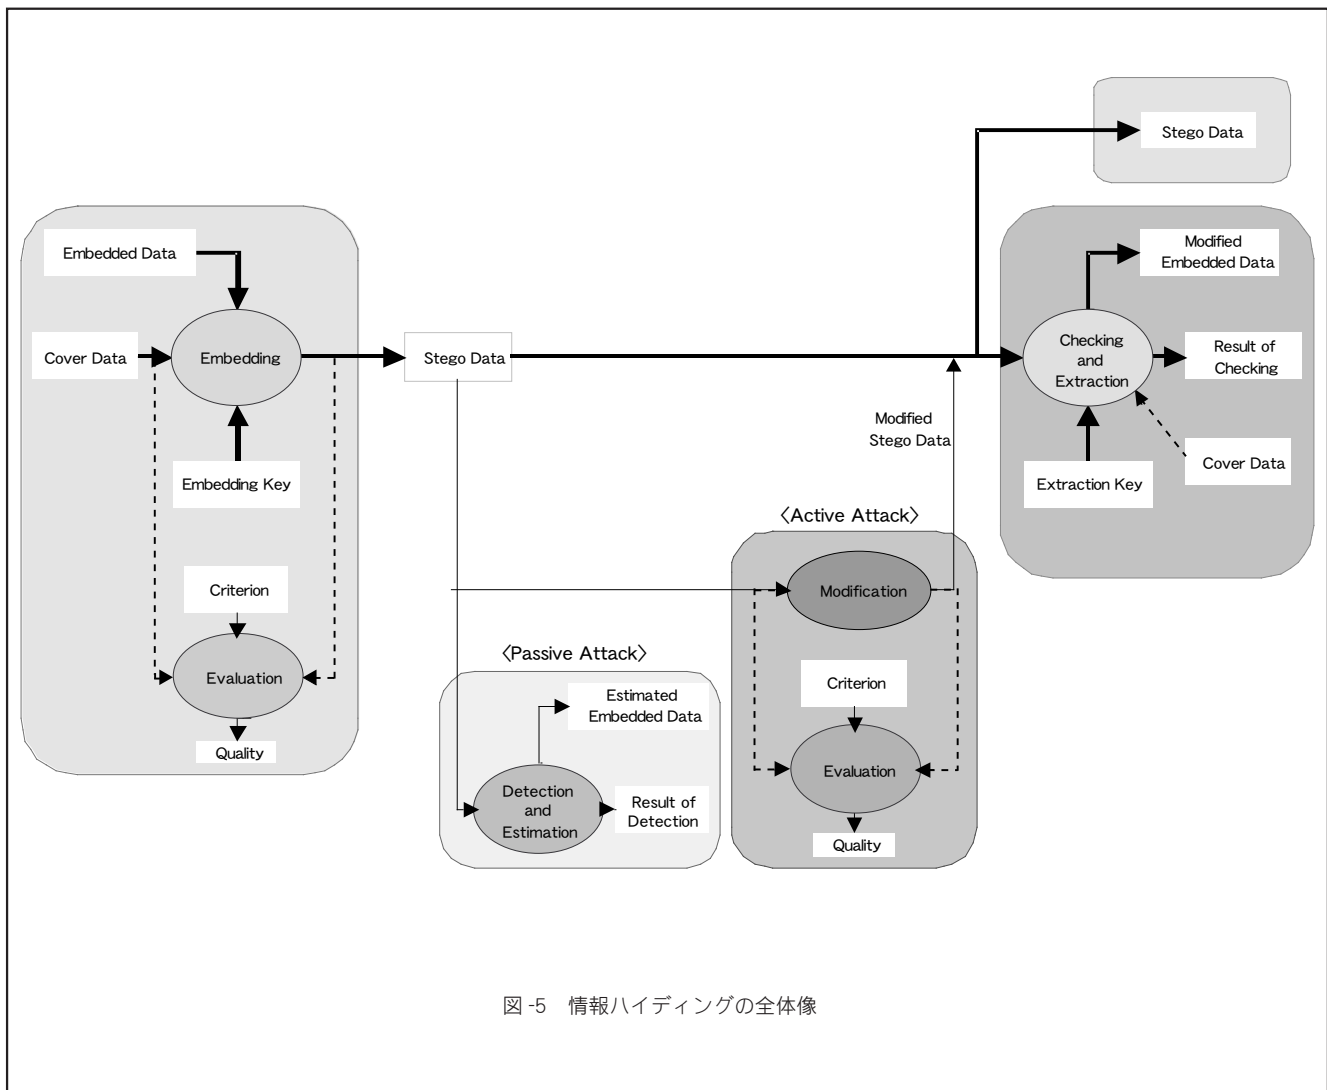 Stego Data
Embedded Data
Modified
Embedded Data
Cover Data
Embedding
Stego Data
Checking
and
Extraction
Result of
Checking
Modified
Stego Data
Embedding Key
Extraction Key
Cover Data
〈Active Attack〉
Criterion
Modification
Evaluation
〈Passive Attack〉
Estimated
Embedded Data
Criterion
Quality
Detection
and
Estimation
Result of
Detection
Evaluation
Quality
図-5 情報ハイディングの全体像